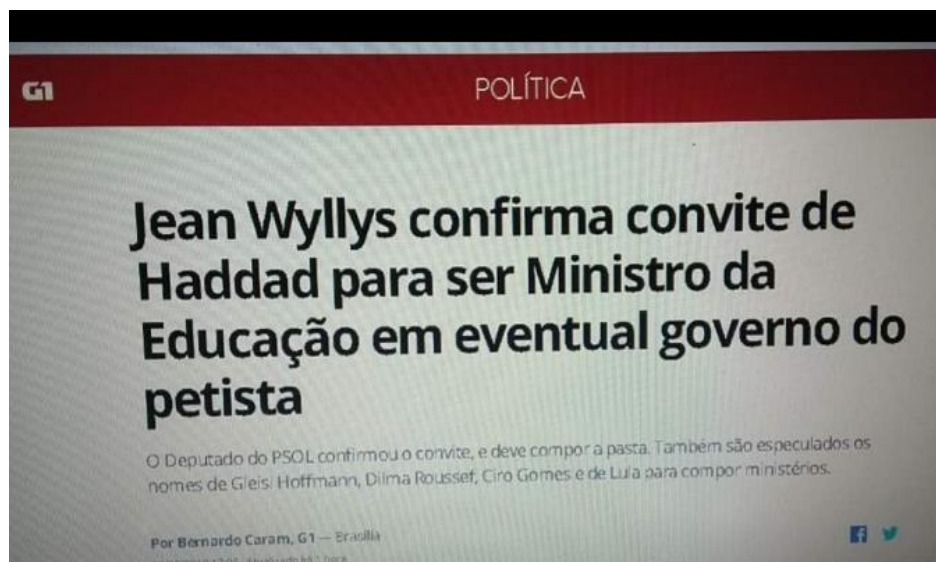 G1
POLÍTICA
Jean Wyllys confirma convite de
Haddad para ser Ministro da
Educação em eventual governo do
petista
O Deputado do PSOL confirmou o convite, e deve compor a pasta. Também são especulados os
nomes de Gleisi Hoffmann, Dilma Roussef, Ciro Gomes e de Lula para compor ministérios.
Por Bernardo Caram, G1 — Brasília